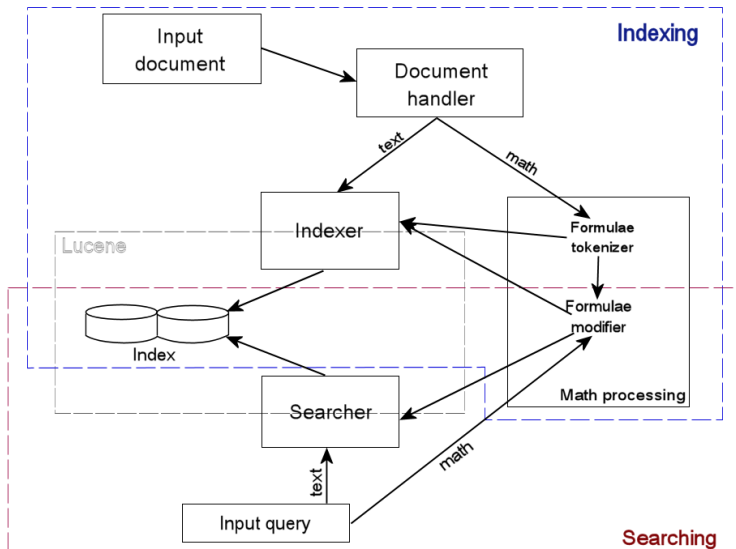 Input
document
Indexing
Document
handler
text
math
Indexer
Formulae
tokenizer
Lucene
Formulae
modifier
Index
Math processing
Searcher
math
text
Input query
Searching